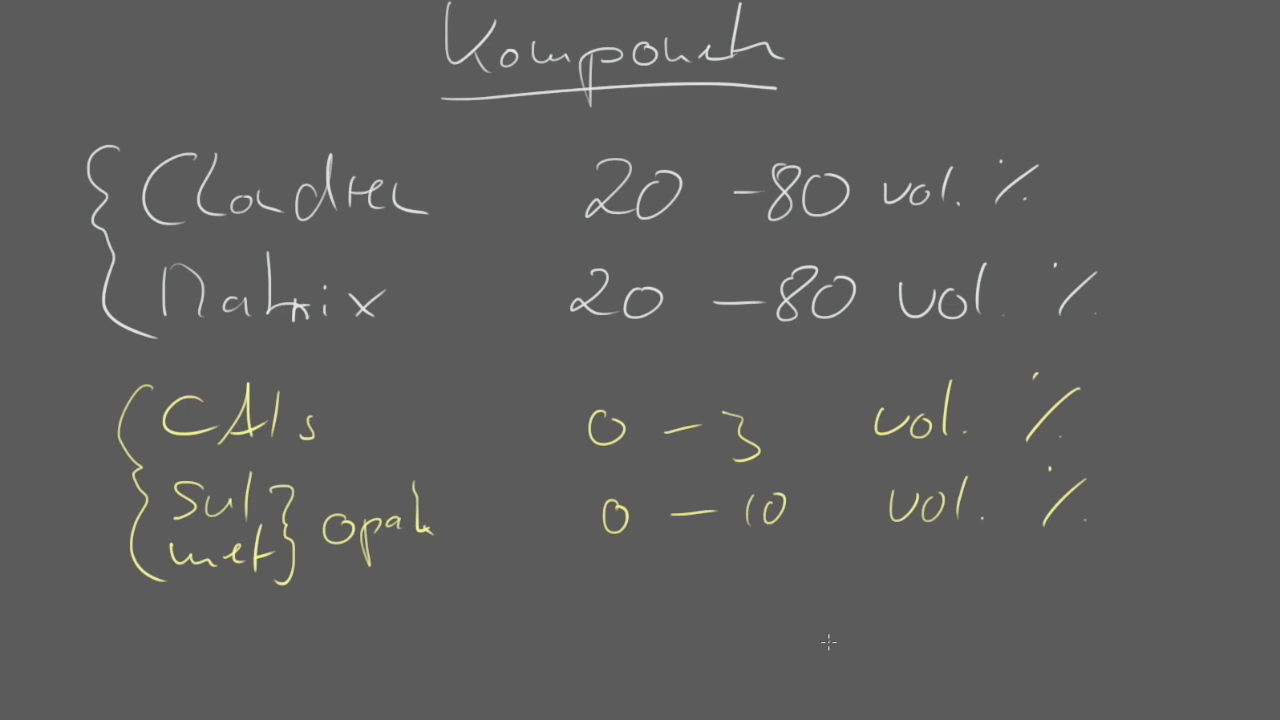 Komponenten
Chondren 20 - 80 vol. %
Matrix 20 - 80 vol. %
CAIs 0 - 3 vol. %
Sul
met } opak 0 - 10 vol. %